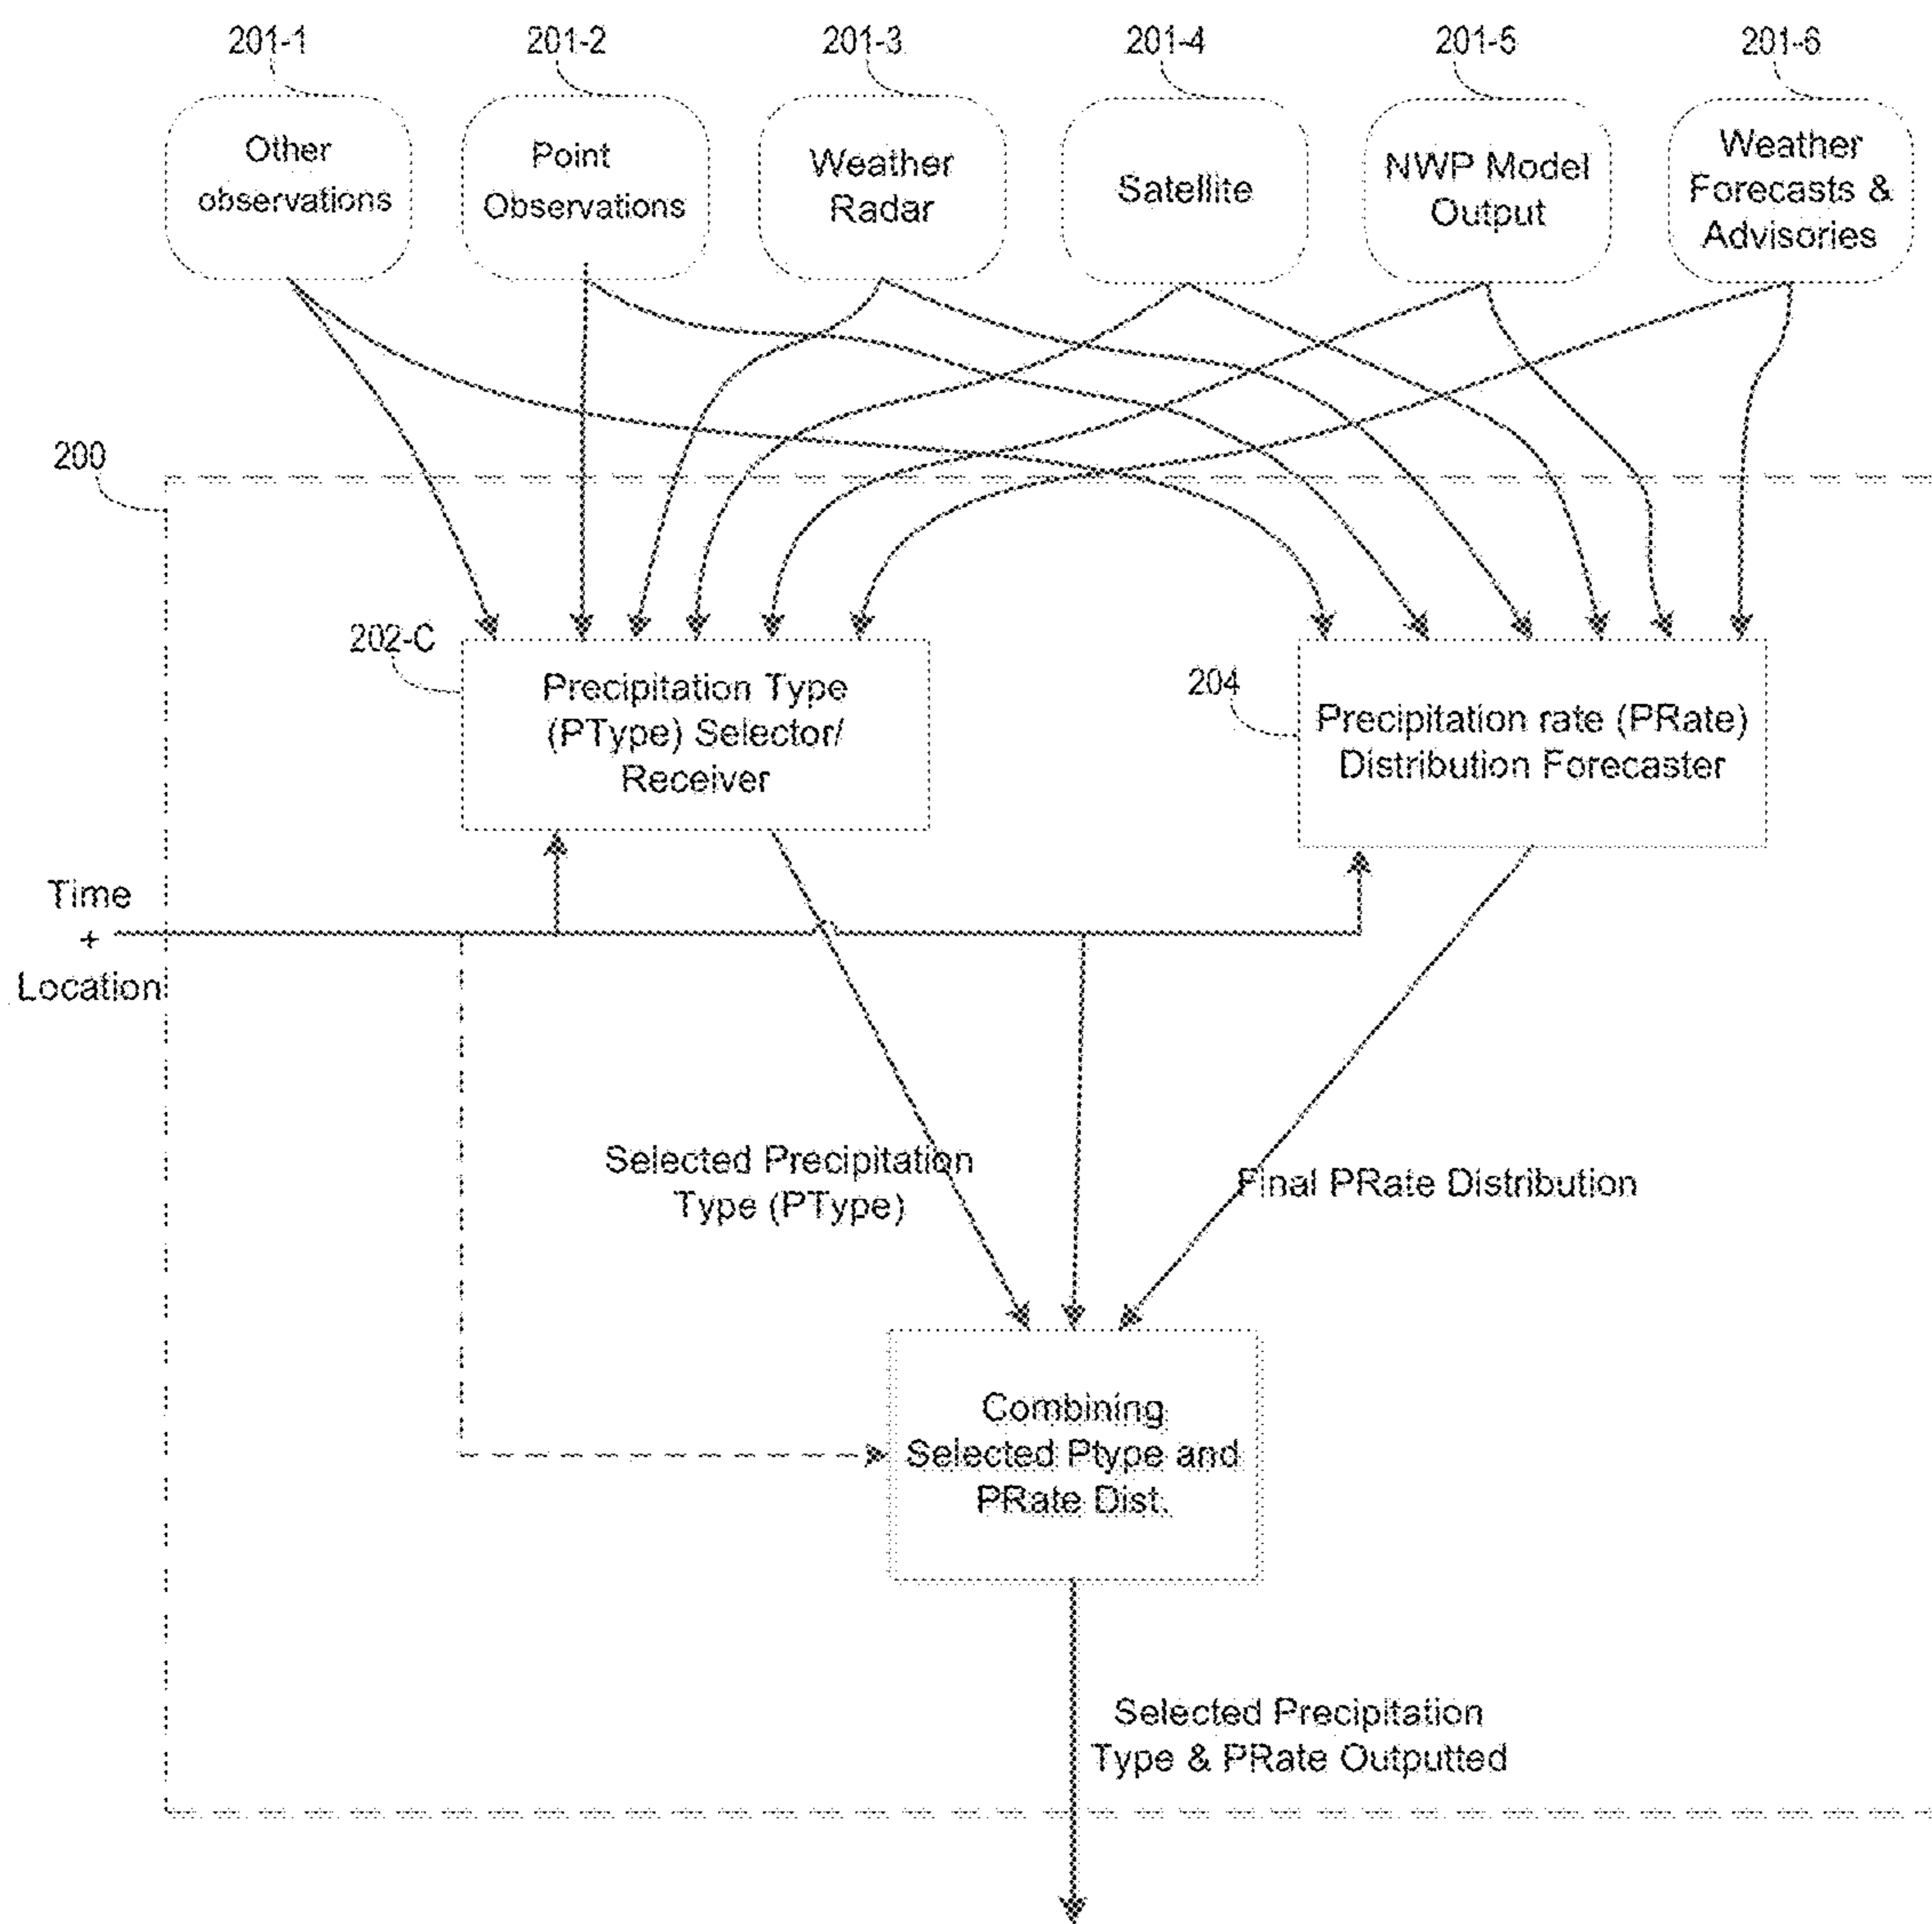 201-1
201-2
201-3
201-4
201-5
201-6
Other
observations
Point
Observations
Weather
Radar
Satellite
NWP Model
Output
Weather
Forecasts &
Advisories
200
202-C
Precipitation Type
(PType) Selector/
Receiver
204
Precipitation rate (PRate)
Distribution Forecaster
Time
+
Location
Selected Precipitation
Type (PType)
Final PRate Distribution
Combining
Selected Ptype and
PRate Dist.
Selected Precipitation
Type & PRate Outputted